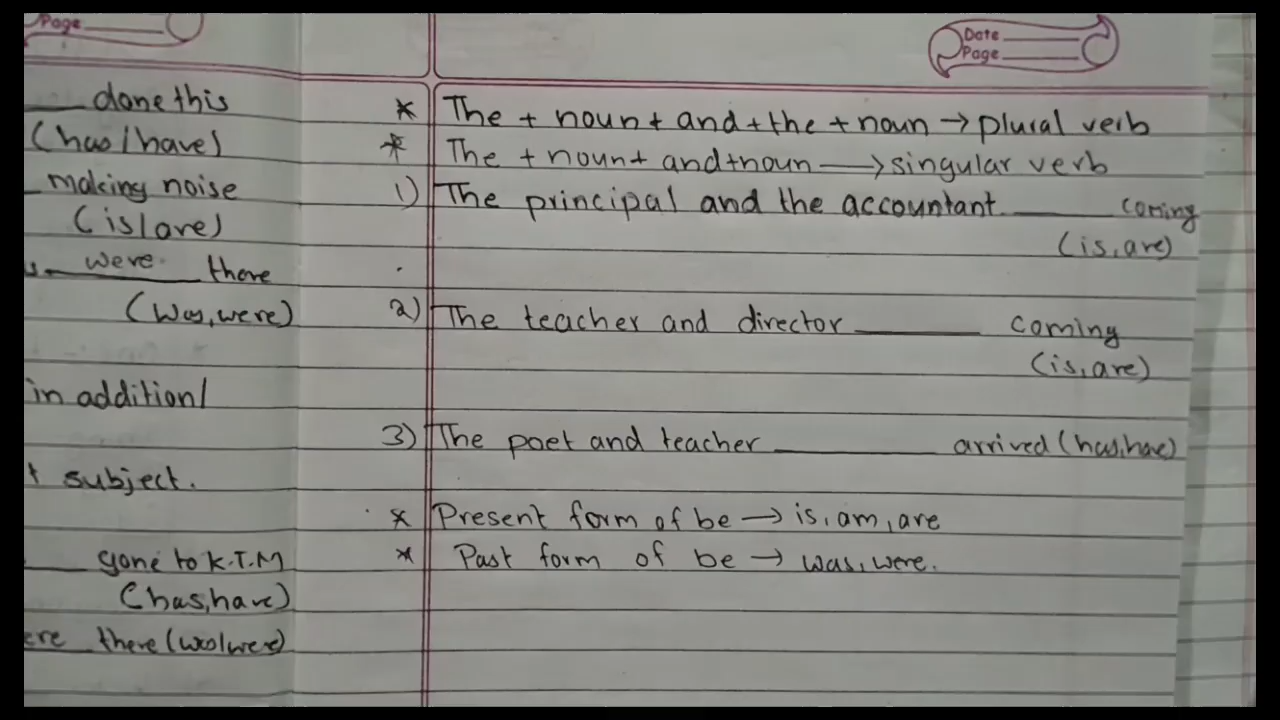 Page
done this
(has/have)
making noise
(is/are)
were there
(was,were)
in addition/
subject.
gone to K.T.M
(has,have)
ere there (was/were)
Date
Page
* The + noun + and + the + noun → plural verb
* The + noun + and + noun → singular verb
1) The principal and the accountant ______ coming
(is, are)
2) The teacher and director ______ coming
(is, are)
3) The poet and teacher ______ arrived (has, have)
* Present form of be → is, am, are
* Past form of be → was, were.